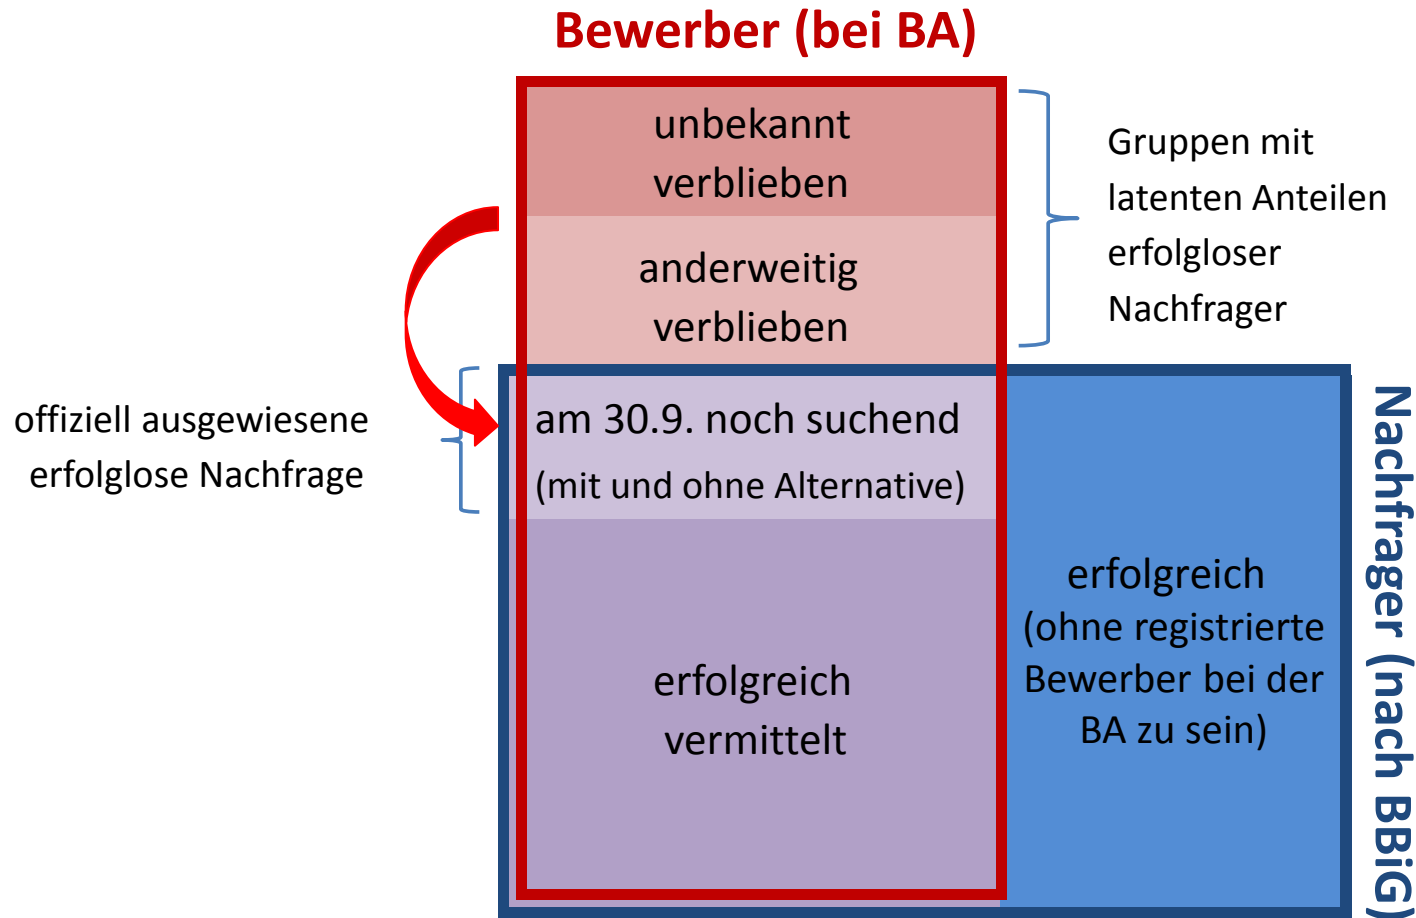 Bewerber (bei BA)
unbekannt
verblieben
Gruppen mit
latenten Anteilen
erfolgloser
Nachfrager
anderweitig
verblieben
offiziell ausgewiesene
erfolglose Nachfrage
am 30.9. noch suchend
(mit und ohne Alternative)
erfolgreich
vermittelt
erfolgreich
(ohne registrierte
Bewerber bei der
BA zu sein)
Nachfrager (nach BBiG)